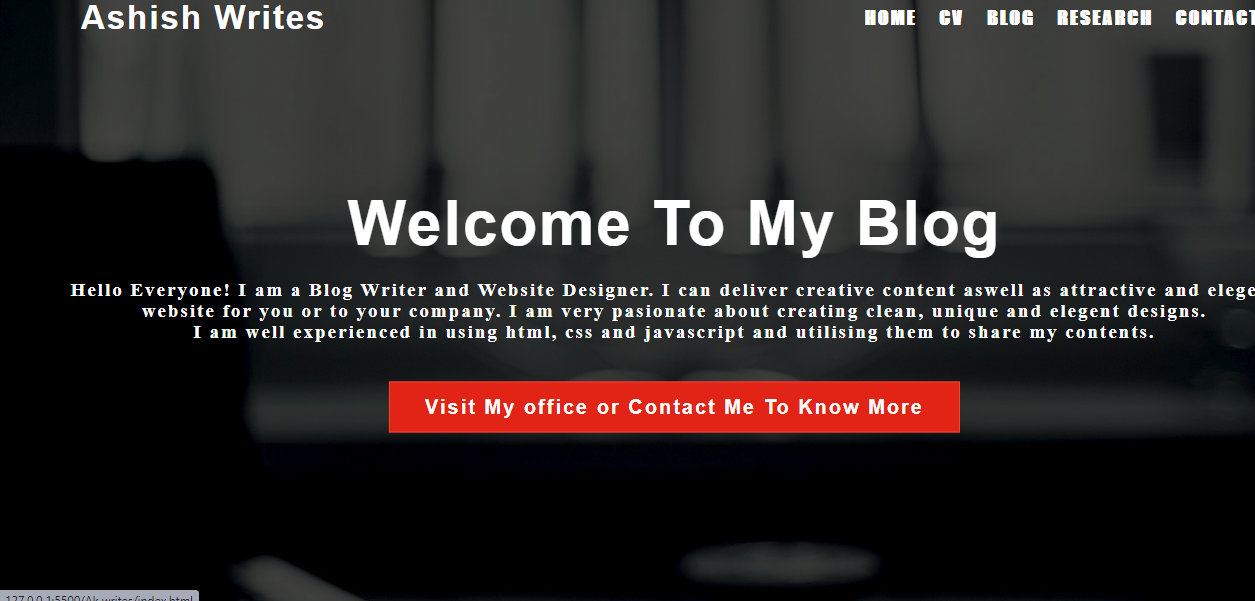 Ashish Writes
HOME CV BLOG RESEARCH CONTACT
Welcome To My Blog
Hello Everyone! I am a Blog Writer and Website Designer. I can deliver creative content aswell as attractive and elege
website for you or to your company. I am very pasionate about creating clean, unique and elegent designs.
I am well experienced in using html, css and javascript and utilising them to share my contents.
Visit My office or Contact Me To Know More
127.0.0.1:5500/Ak writes/index.html